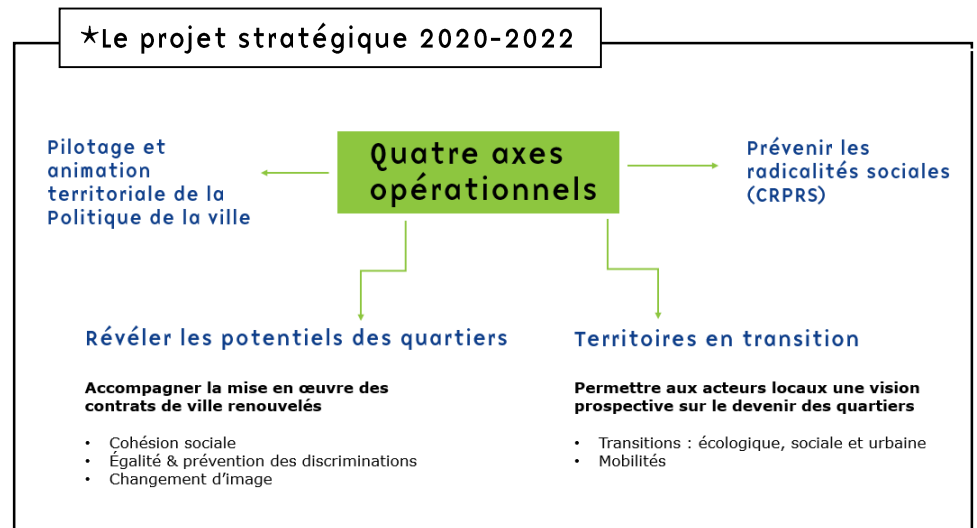 *Le projet stratégique 2020-2022
Quatre axes
opérationnels
Pilotage et
animation
territoriale de la
Politique de la ville
Prévenir les
radicalités sociales
(CRPRS)
Révéler les potentiels des quartiers
Accompagner la mise en œuvre des
contrats de ville renouvelés
• Cohésion sociale
• Égalité & prévention des discriminations
• Changement d’image
Territoires en transition
Permettre aux acteurs locaux une vision
prospective sur le devenir des quartiers
• Transitions : écologique, sociale et urbaine
• Mobilités